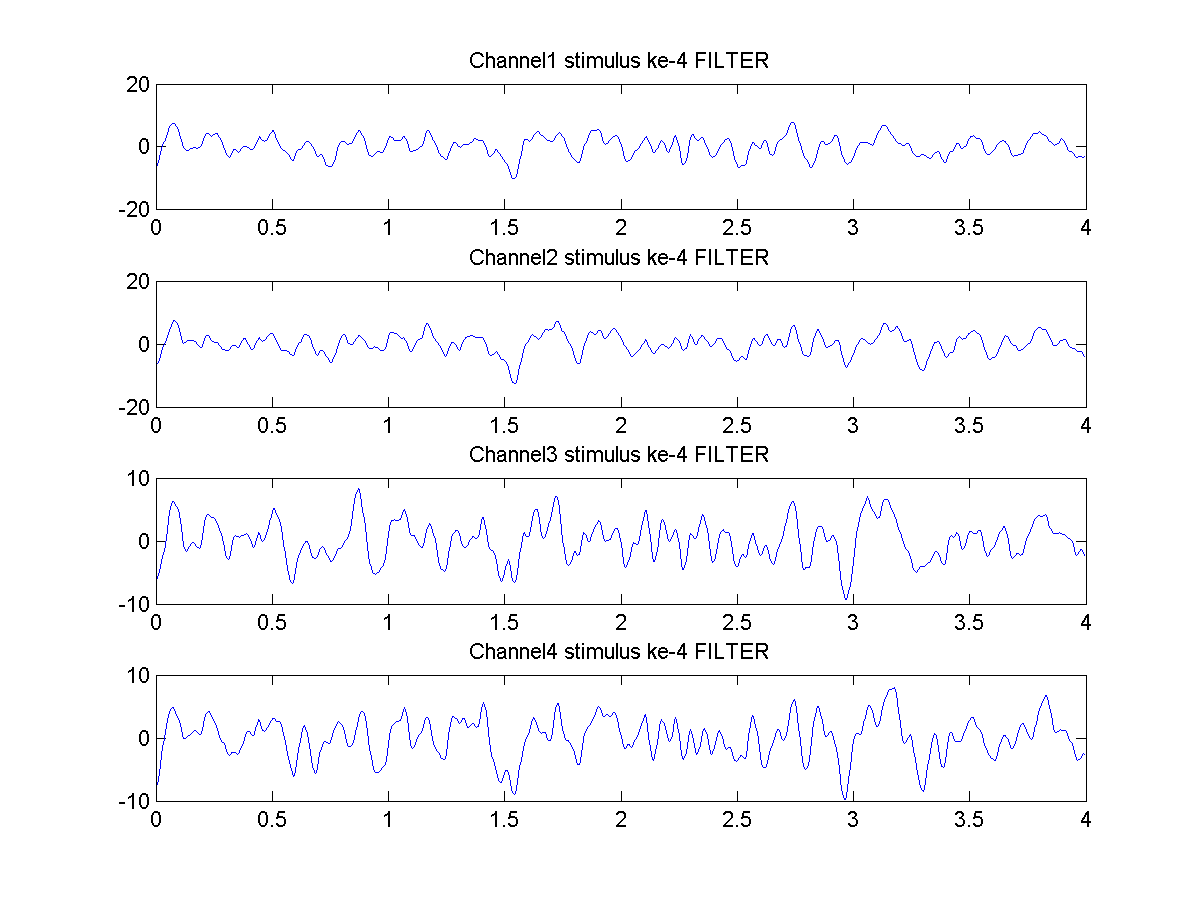 Channel1 stimulus ke-4 FILTER
20
0
-20
0 0.5 1 1.5 2 2.5 3 3.5 4
Channel2 stimulus ke-4 FILTER
20
0
-20
0 0.5 1 1.5 2 2.5 3 3.5 4
Channel3 stimulus ke-4 FILTER
10
0
-10
0 0.5 1 1.5 2 2.5 3 3.5 4
Channel4 stimulus ke-4 FILTER
10
0
-10
0 0.5 1 1.5 2 2.5 3 3.5 4